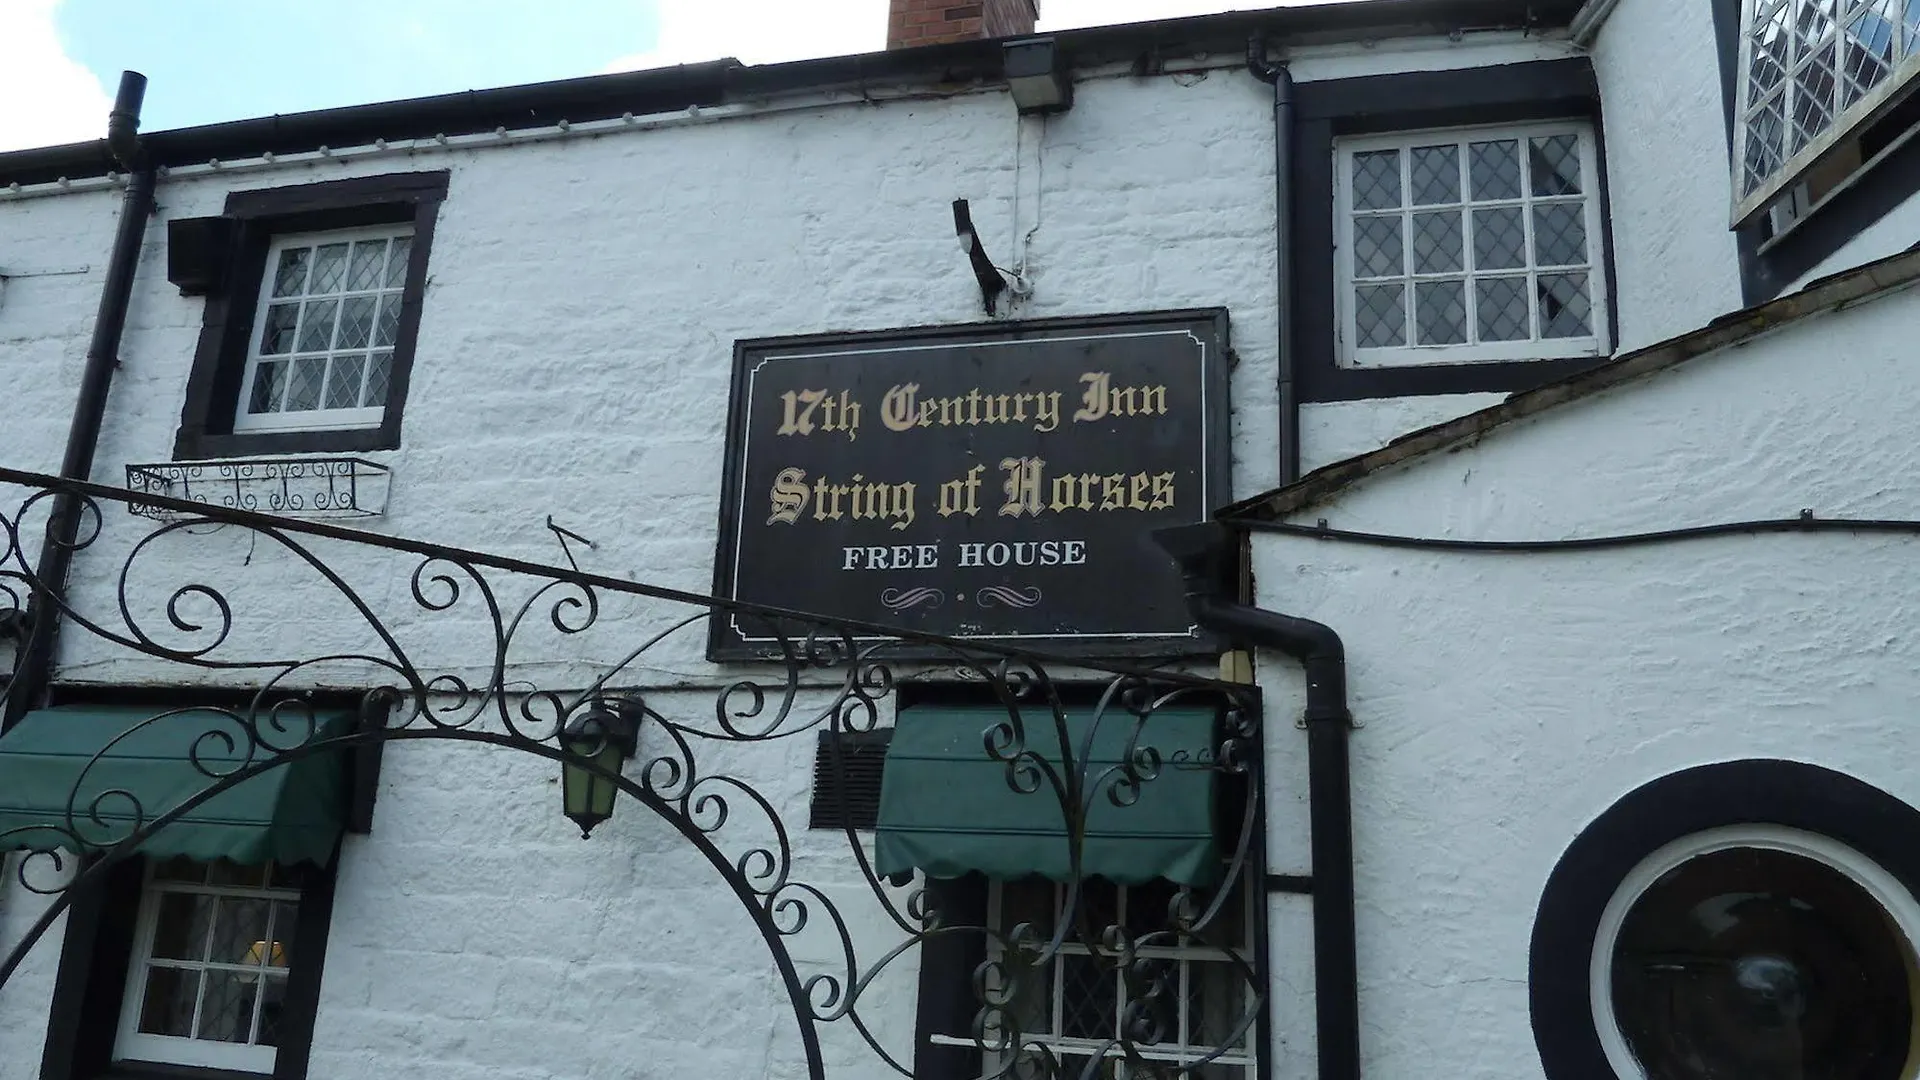 17th Century Inn
String of Horses
FREE HOUSE